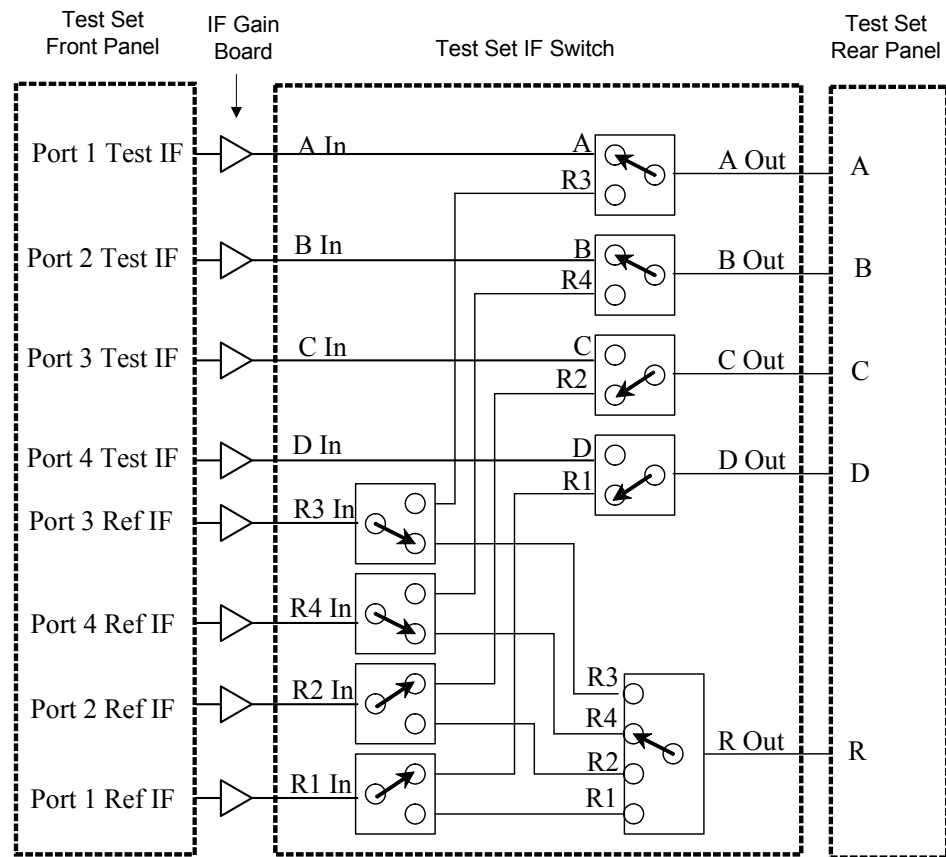 Test Set
Front Panel
IF Gain
Board
Test Set IF Switch
Test Set
Rear Panel
Port 1 Test IF
A In
A
R3
A Out
A
Port 2 Test IF
B In
B
R4
B Out
B
Port 3 Test IF
C In
C
R2
C Out
C
Port 4 Test IF
D In
D
R1
D Out
D
Port 3 Ref IF
R3 In
Port 4 Ref IF
R4 In
Port 2 Ref IF
R2 In
R3
R4
R2
R1
R Out
R
Port 1 Ref IF
R1 In